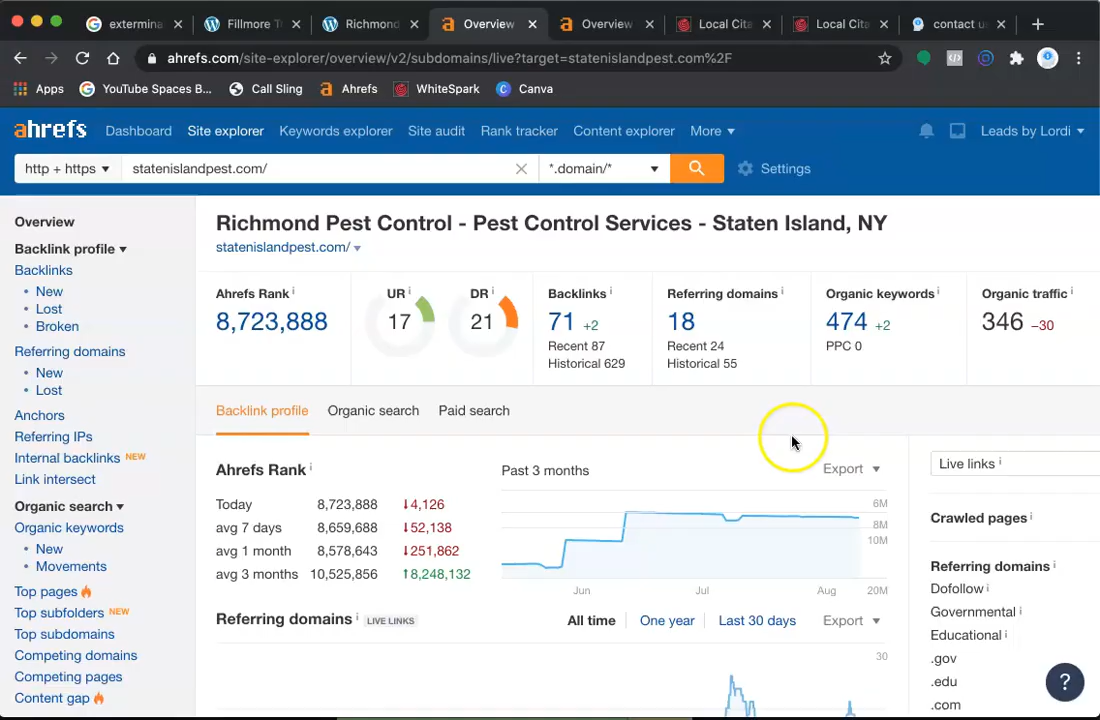 extermina
Fillmore T
Richmond
Overview
Overview
Local Cita
Local Cita
contact us
ahrefs.com/site-explorer/overview/v2/subdomains/live?target=statenislandpest.com%2F
Apps YouTube Spaces B... Call Sling Ahrefs WhiteSpark Canva
ahrefs Dashboard Site explorer Keywords explorer Site audit Rank tracker Content explorer More Leads by Lordi
http + https statenislandpest.com/ *.domain/* Settings
Overview
Backlink profile
Backlinks
• New
• Lost
• Broken
Referring domains
• New
• Lost
Anchors
Referring IPs
Internal backlinks NEW
Link intersect
Organic search
Organic keywords
• New
• Movements
Top pages
Top subfolders NEW
Top subdomains
Competing domains
Competing pages
Content gap
Richmond Pest Control - Pest Control Services - Staten Island, NY
statenislandpest.com/
Ahrefs Rank i
8,723,888
UR i
17
DR i
21
Backlinks i
71 +2
Recent 87
Historical 629
Referring domains i
18
Recent 24
Historical 55
Organic keywords i
474 +2
PPC 0
Organic traffic i
346 –30
Backlink profile Organic search Paid search
Ahrefs Rank i
Past 3 months Export
Today 8,723,888 ↓4,126
avg 7 days 8,659,688 ↓52,138
avg 1 month 8,578,643 ↓251,862
avg 3 months 10,525,856 ↑8,248,132
6M
8M
10M
20M
Jun Jul Aug
Referring domains i LIVE LINKS All time One year Last 30 days Export
30
Live links i
Crawled pages i
Referring domains i
Dofollow i
Governmental i
Educational i
.gov
.edu
.com
?